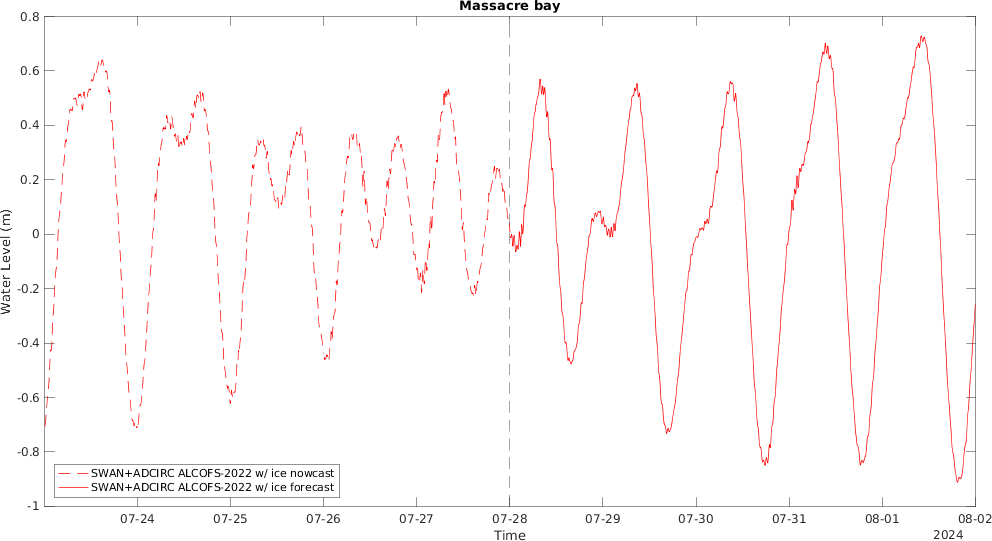 Massacre bay
0.8
0.6
0.4
0.2
0
-0.2
-0.4
-0.6
-0.8
-1
Water Level (m)
SWAN+ADCIRC ALCOFS-2022 w/ ice nowcast
SWAN+ADCIRC ALCOFS-2022 w/ ice forecast
07-24 07-25 07-26 07-27 07-28 07-29 07-30 07-31 08-01 08-02
Time
2024